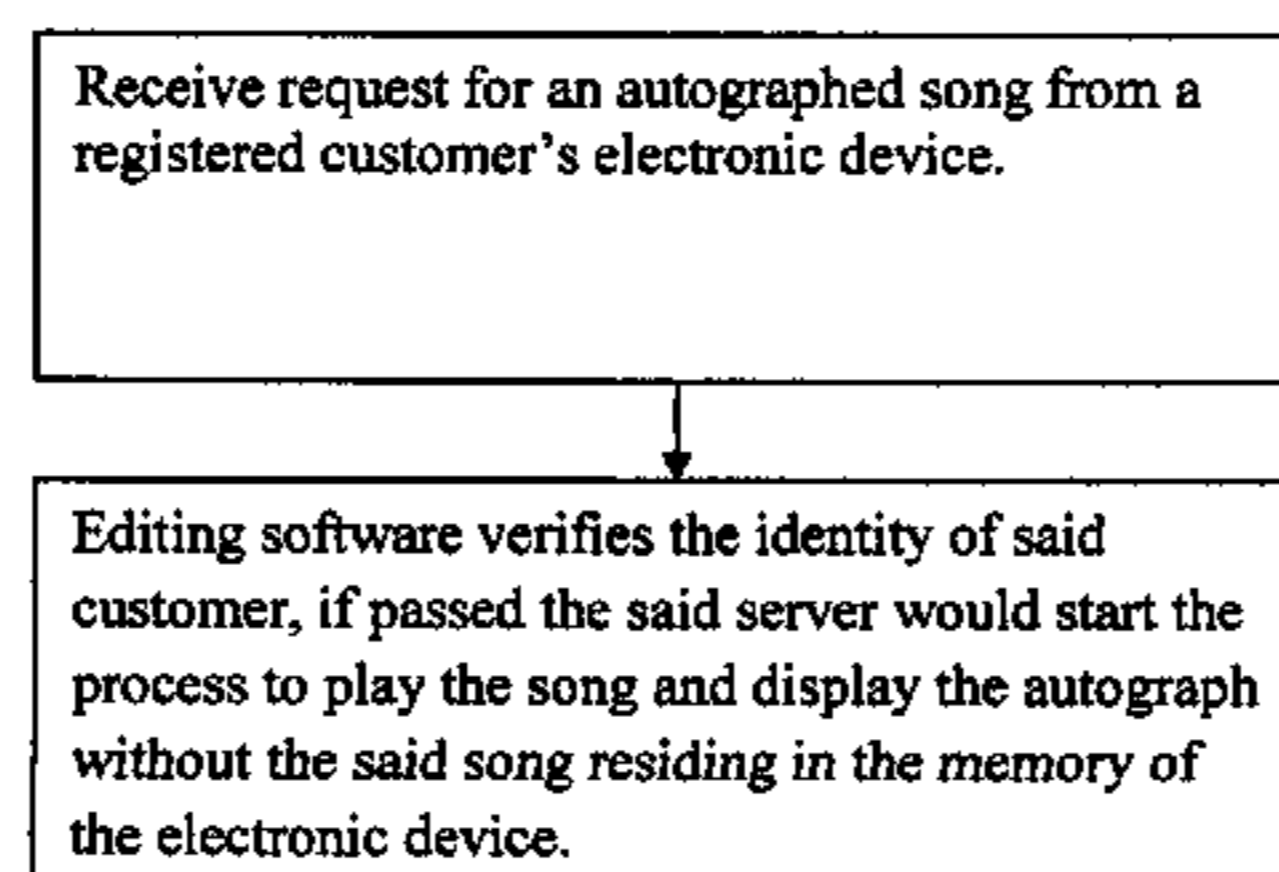 Receive request for an autographed song from a
registered customer's electronic device.
Editing software verifies the identity of said
customer, if passed the said server would start the
process to play the song and display the autograph
without the said song residing in the memory of
the electronic device.